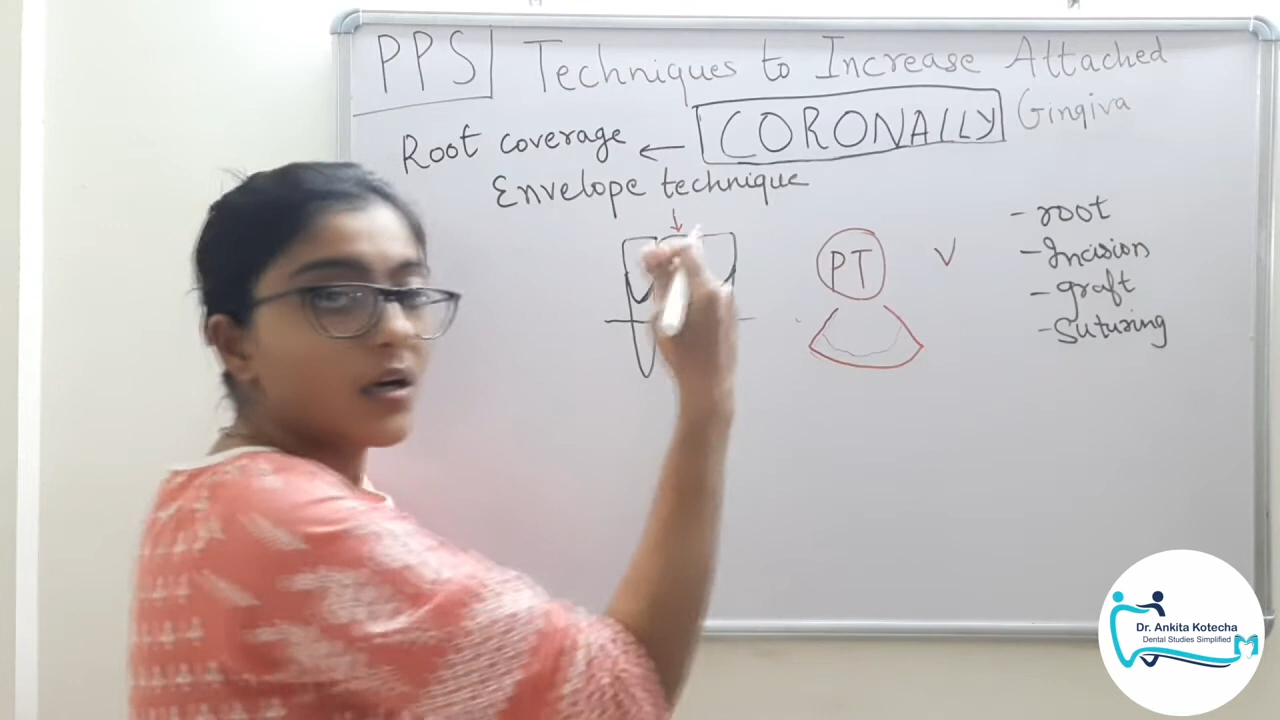 PPS Techniques to Increase Attached
Gingiva
CORONALLY
Root coverage
Envelope technique
PT
V
- root
- Incision
- graft
- Suturing
Dr. Ankita Kotecha
Dental Studies Simplified